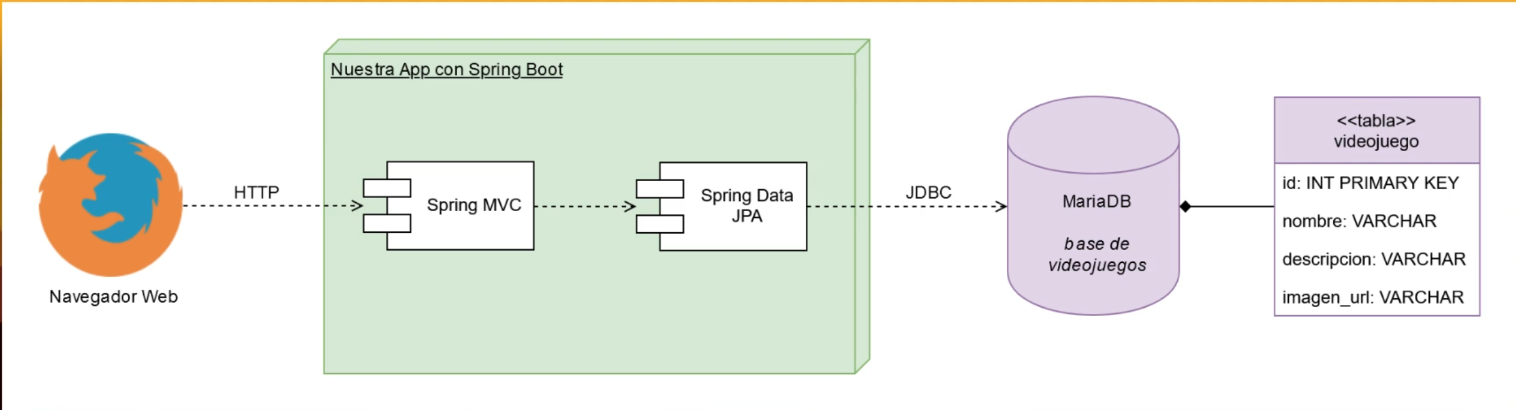 Nuestra App con Spring Boot
Navegador Web
HTTP
Spring MVC
Spring Data
JPA
JDBC
MariaDB
base de
videojuegos
<<tabla>>
videojuego
id: INT PRIMARY KEY
nombre: VARCHAR
descripcion: VARCHAR
imagen_url: VARCHAR